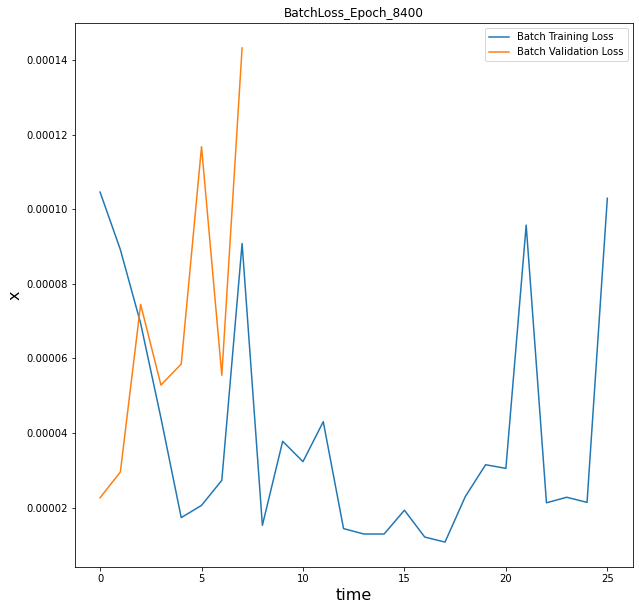 BatchLoss_Epoch_8400
Batch Training Loss
Batch Validation Loss
0.00014
0.00012
0.00010
0.00008
0.00006
0.00004
0.00002
x
0 5 10 15 20 25
time